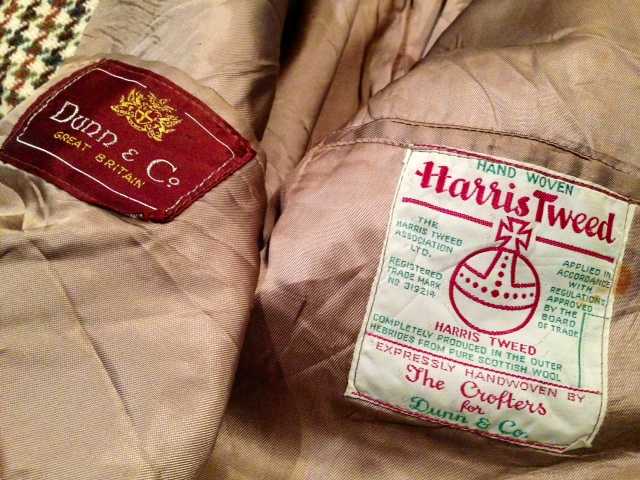 Dunn & Co
GREAT BRITAIN
HAND WOVEN
Harris Tweed
THE
HARRIS TWEED
ASSOCIATION
LTD.
REGISTERED
TRADE MARK
NO 319214
APPLIED IN
ACCORDANCE
WITH
REGULATIONS
APPROVED
BY THE
BOARD
OF TRADE
HARRIS TWEED
COMPLETELY PRODUCED IN THE OUTER
HEBRIDES FROM PURE SCOTTISH WOOL
EXPRESSLY HANDWOVEN BY
The Crofters
for
Dunn & Co.